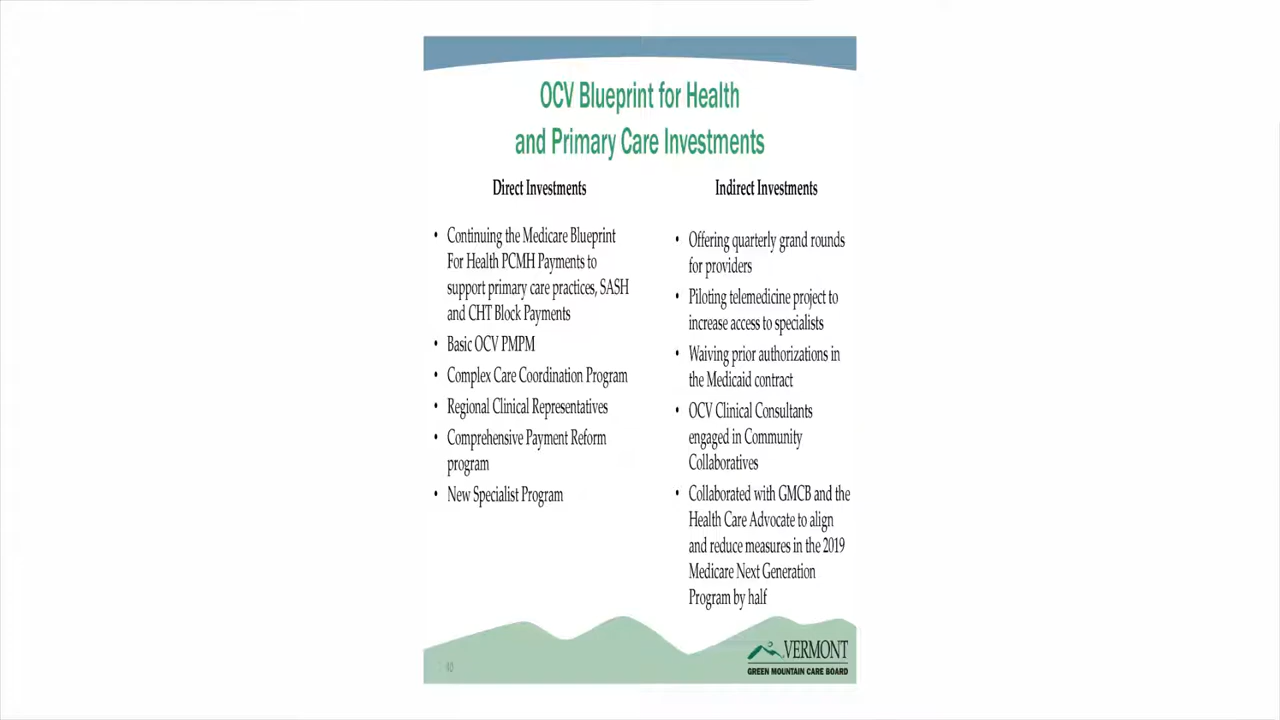 OCV Blueprint for Health
and Primary Care Investments
Direct Investments
• Continuing the Medicare Blueprint
For Health PCMH Payments to
support primary care practices, SASH
and CHT Block Payments
• Basic OCV PMPM
• Complex Care Coordination Program
• Regional Clinical Representatives
• Comprehensive Payment Reform
program
• New Specialist Program
Indirect Investments
• Offering quarterly grand rounds
for providers
• Piloting telemedicine project to
increase access to specialists
• Waiving prior authorizations in
the Medicaid contract
• OCV Clinical Consultants
engaged in Community
Collaboratives
• Collaborated with GMCB and the
Health Care Advocate to align
and reduce measures in the 2019
Medicare Next Generation
Program by half
40
VERMONT
GREEN MOUNTAIN CARE BOARD